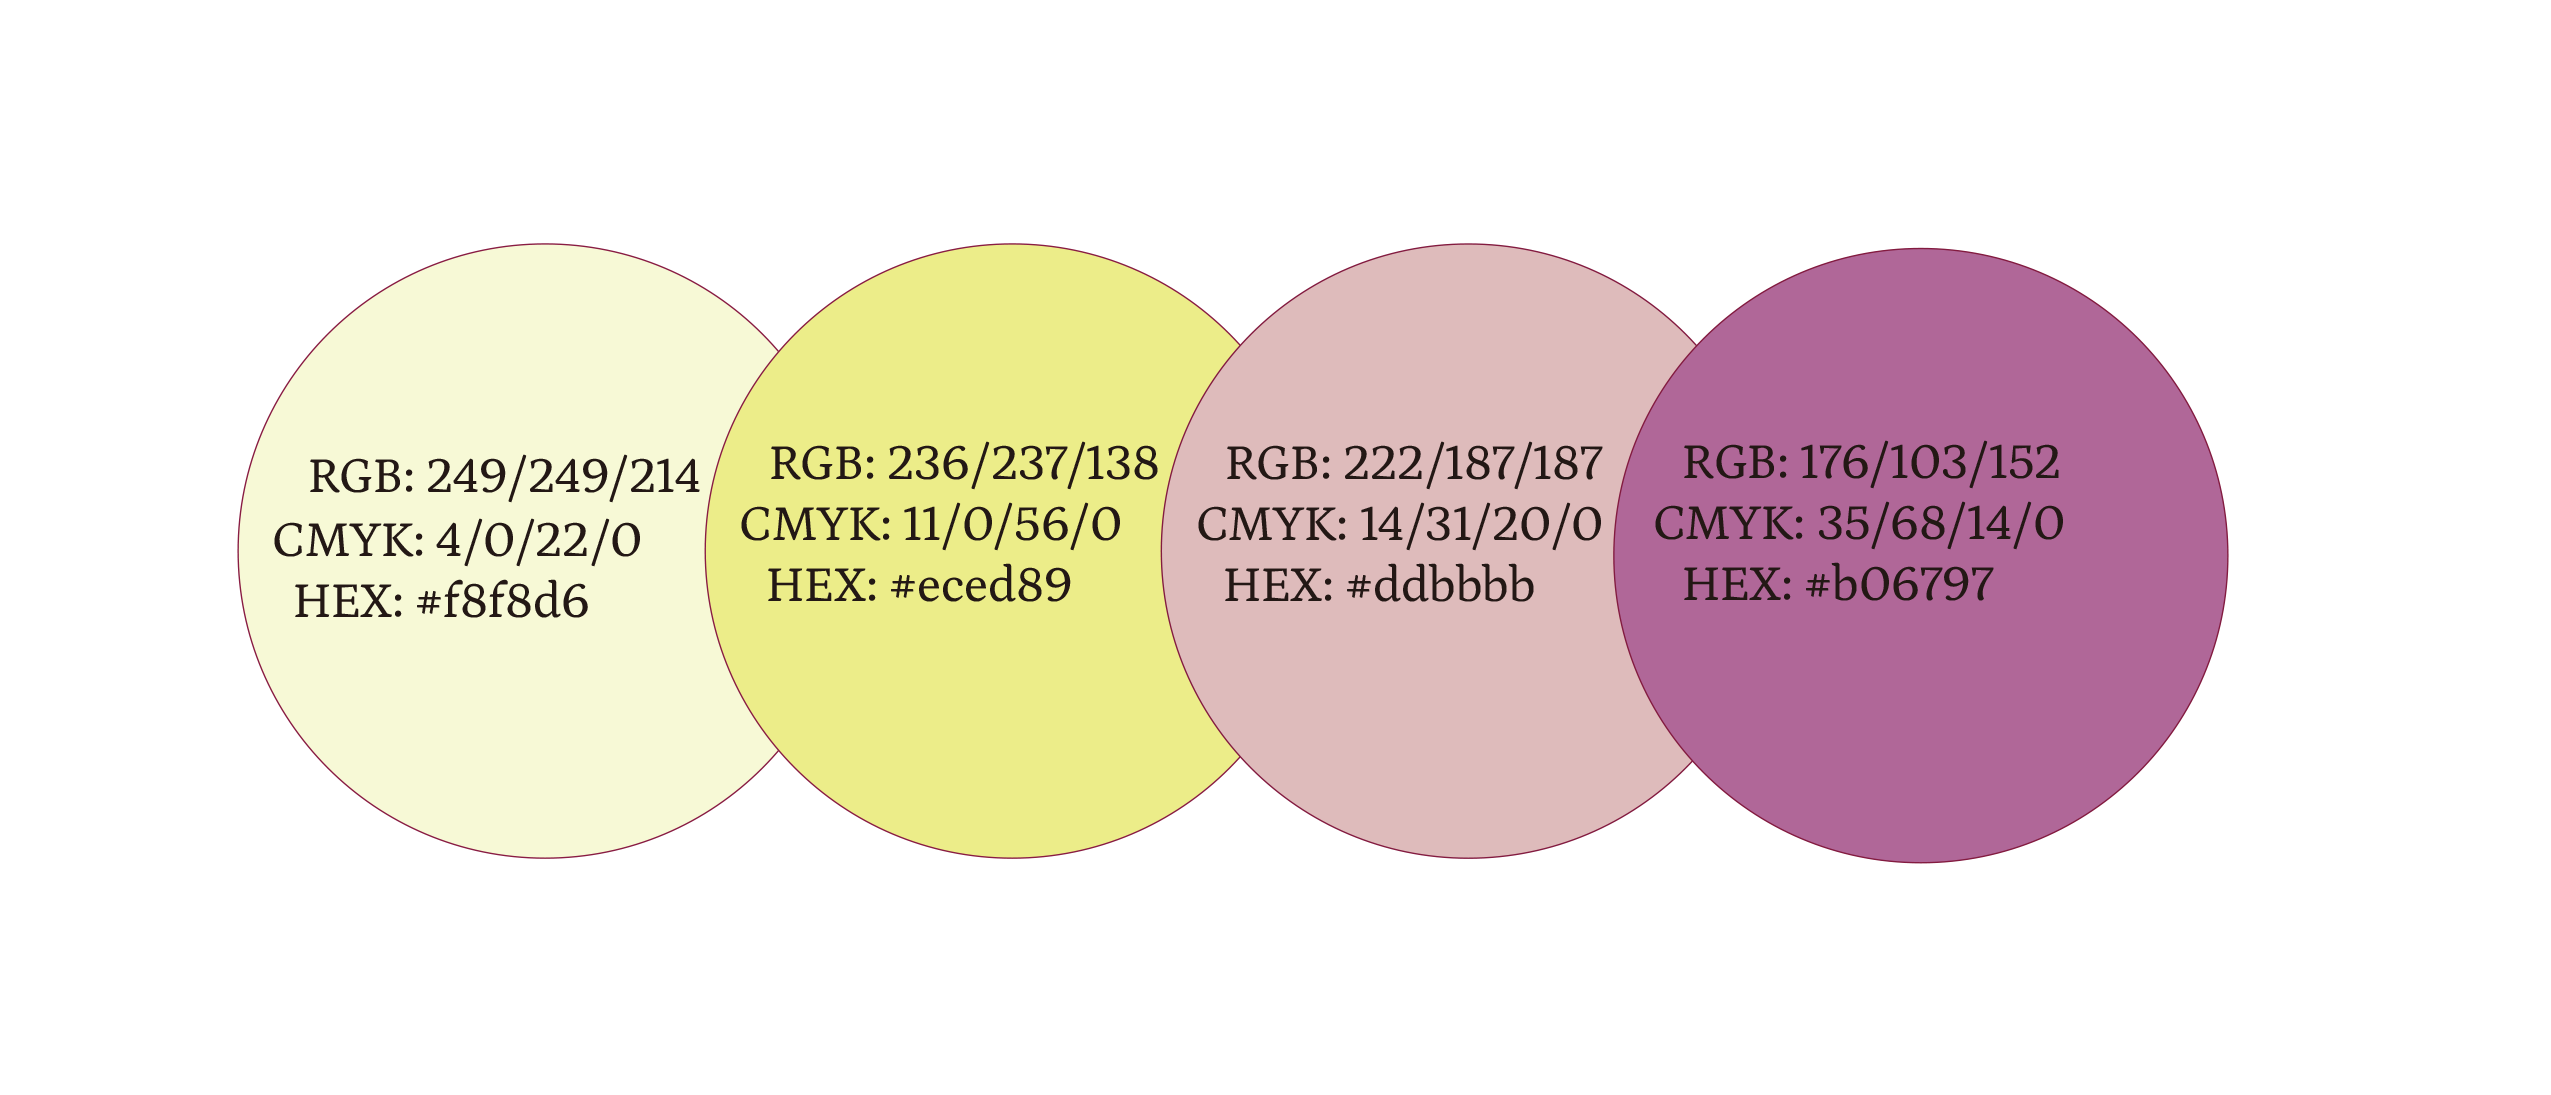 RGB: 249/249/214
CMYK: 4/0/22/0
HEX: #f8f8d6
RGB: 236/237/138
CMYK: 11/0/56/0
HEX: #eced89
RGB: 222/187/187
CMYK: 14/31/20/0
HEX: #ddbbbb
RGB: 176/103/152
CMYK: 35/68/14/0
HEX: #b06797